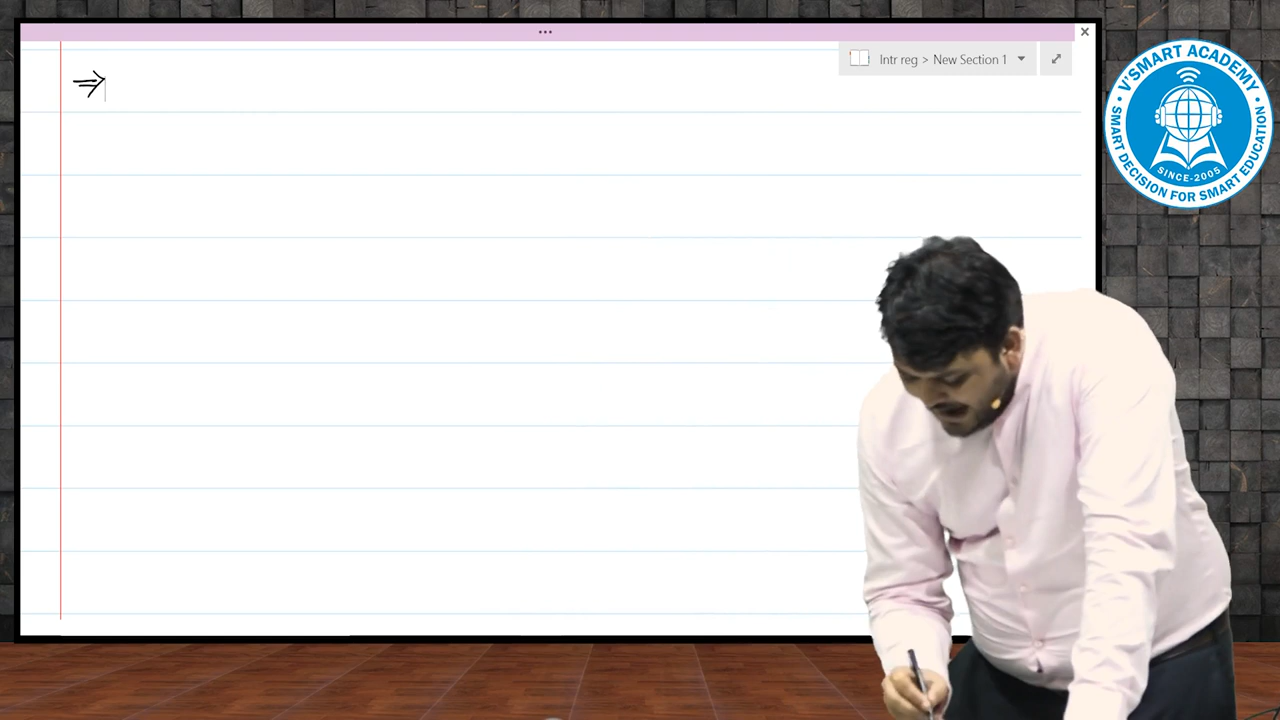 Intr reg > New Section 1
⇒
V'SMART ACADEMY
SINCE-2005
SMART DECISION FOR SMART EDUCATION